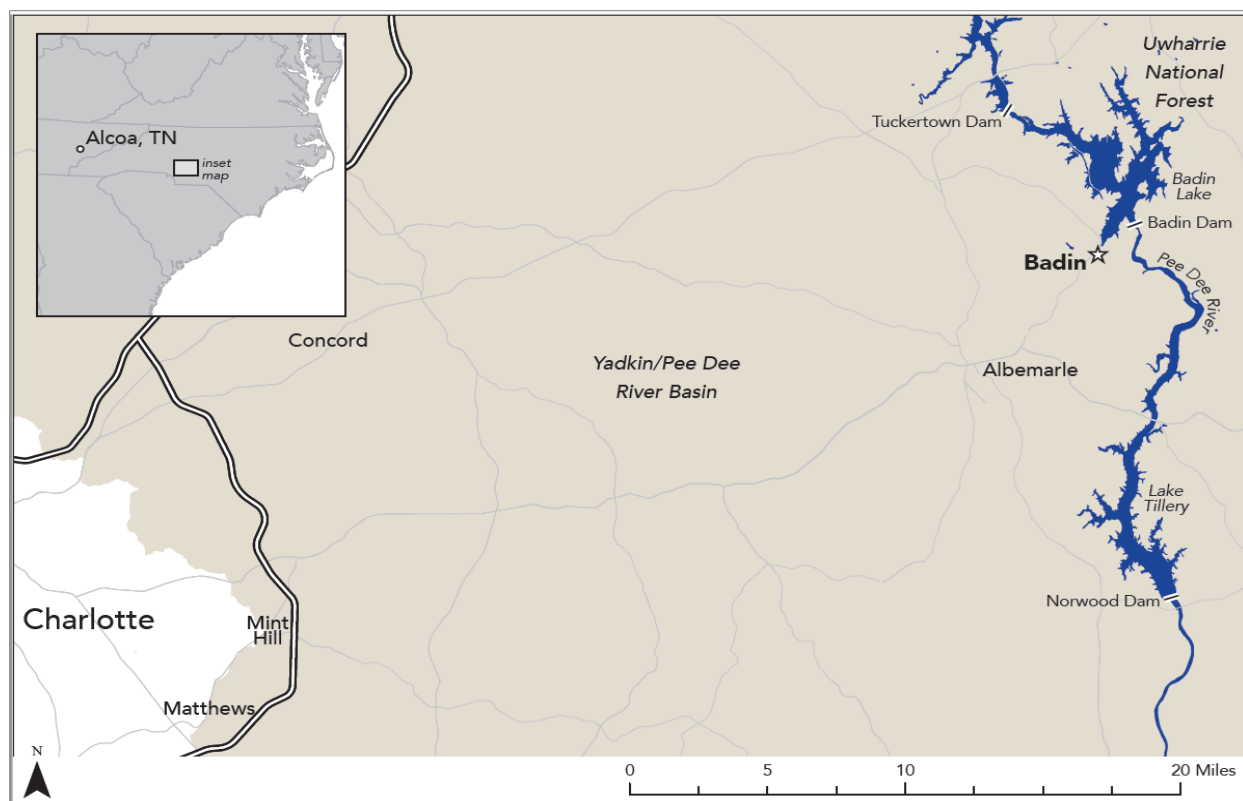 Uwharrie
National
Forest
Alcoa, TN
inset
map
Tuckertown Dam
Badin
Lake
Badin Dam
Badin
Pee Dee River
Concord
Yadkin/Pee Dee
River Basin
Albemarle
Lake
Tillery
Norwood Dam
Charlotte
Mint
Hill
Matthews
N
0 5 10 20 Miles